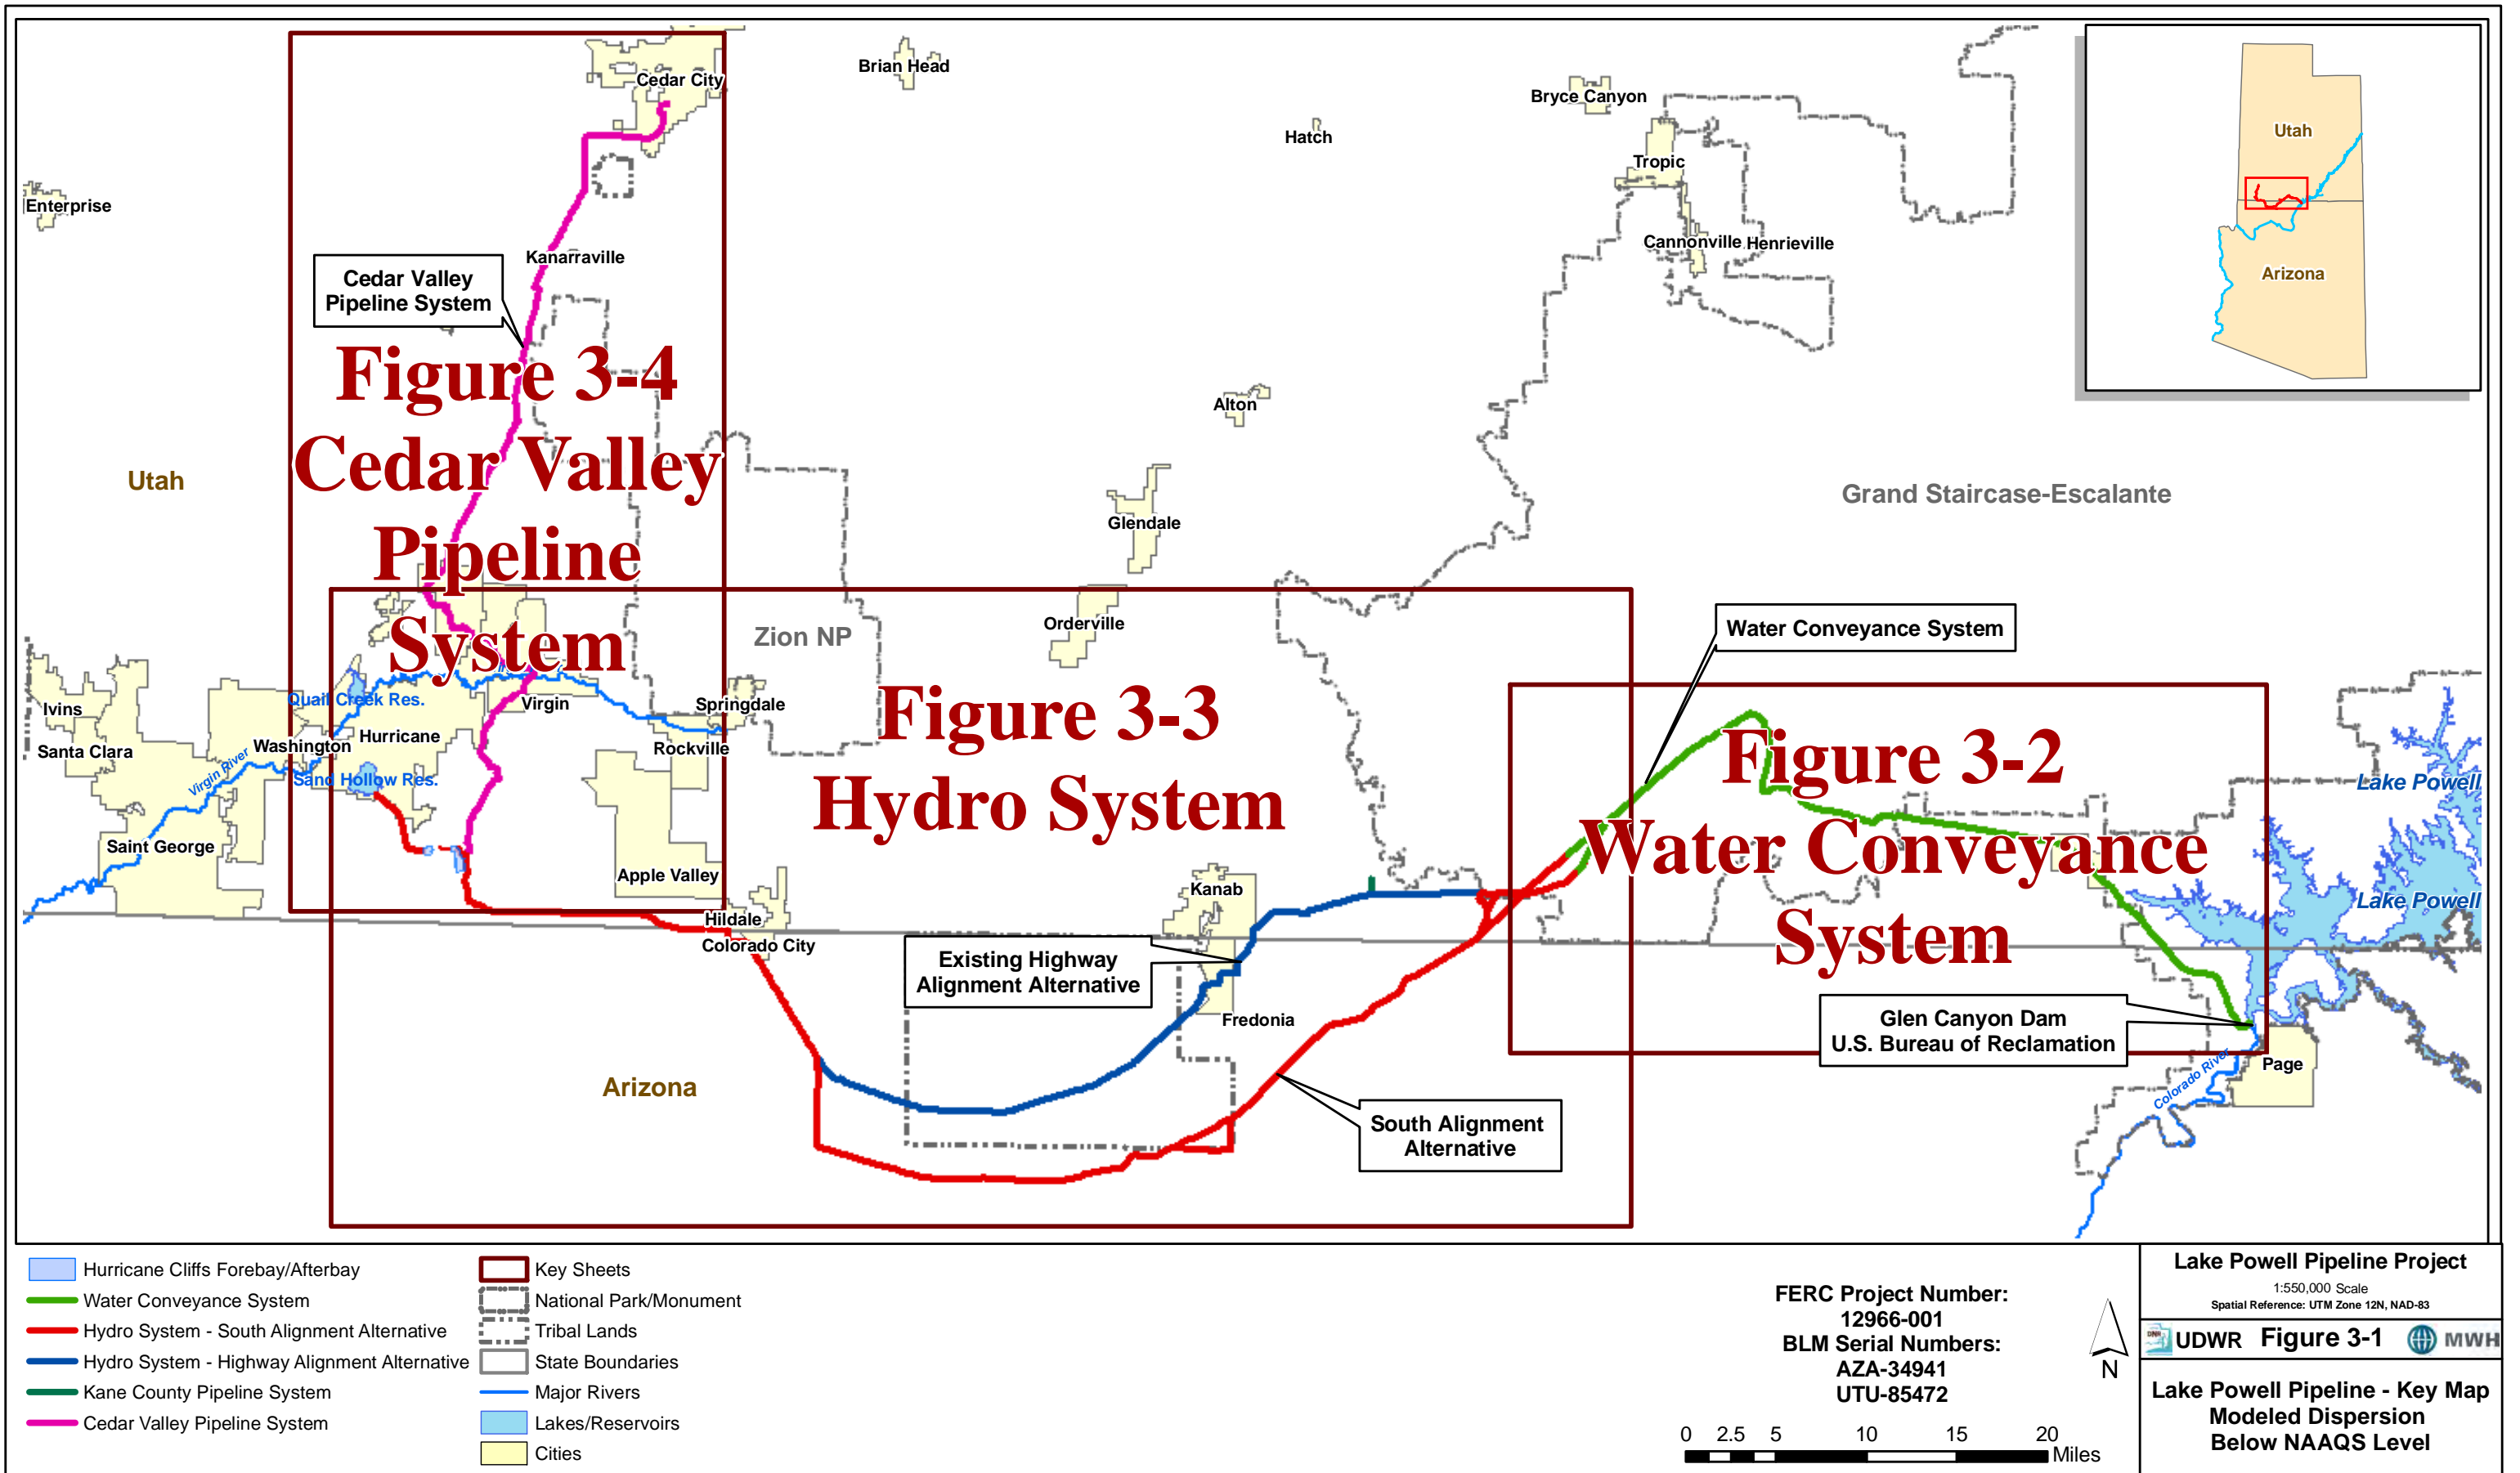 Cedar City
Brian Head
Bryce Canyon
Hatch
Tropic
Enterprise
Cannonville
Henrieville
Kanarraville
Cedar Valley
Pipeline System
Utah
Arizona
Figure 3-4
Cedar Valley
Pipeline
System
Alton
Utah
Grand Staircase-Escalante
Glendale
Orderville
Zion NP
Water Conveyance System
Quail Creek Res.
Virgin
Springdale
Ivins
Santa Clara
Washington
Hurricane
Rockville
Virgin River
Sand Hollow Res.
Figure 3-3
Hydro System
Figure 3-2
Water Conveyance
System
Lake Powell
Lake Powell
Saint George
Apple Valley
Kanab
Hildale
Colorado City
Existing Highway
Alignment Alternative
Fredonia
Glen Canyon Dam
U.S. Bureau of Reclamation
Page
Colorado River
Arizona
South Alignment
Alternative
Hurricane Cliffs Forebay/Afterbay
Water Conveyance System
Hydro System - South Alignment Alternative
Hydro System - Highway Alignment Alternative
Kane County Pipeline System
Cedar Valley Pipeline System
Key Sheets
National Park/Monument
Tribal Lands
State Boundaries
Major Rivers
Lakes/Reservoirs
Cities
FERC Project Number:
12966-001
BLM Serial Numbers:
AZA-34941
UTU-85472
N
0 2.5 5 10 15 20
Miles
Lake Powell Pipeline Project
1:550,000 Scale
Spatial Reference: UTM Zone 12N, NAD-83
UDWR Figure 3-1 MWH
Lake Powell Pipeline - Key Map
Modeled Dispersion
Below NAAQS Level